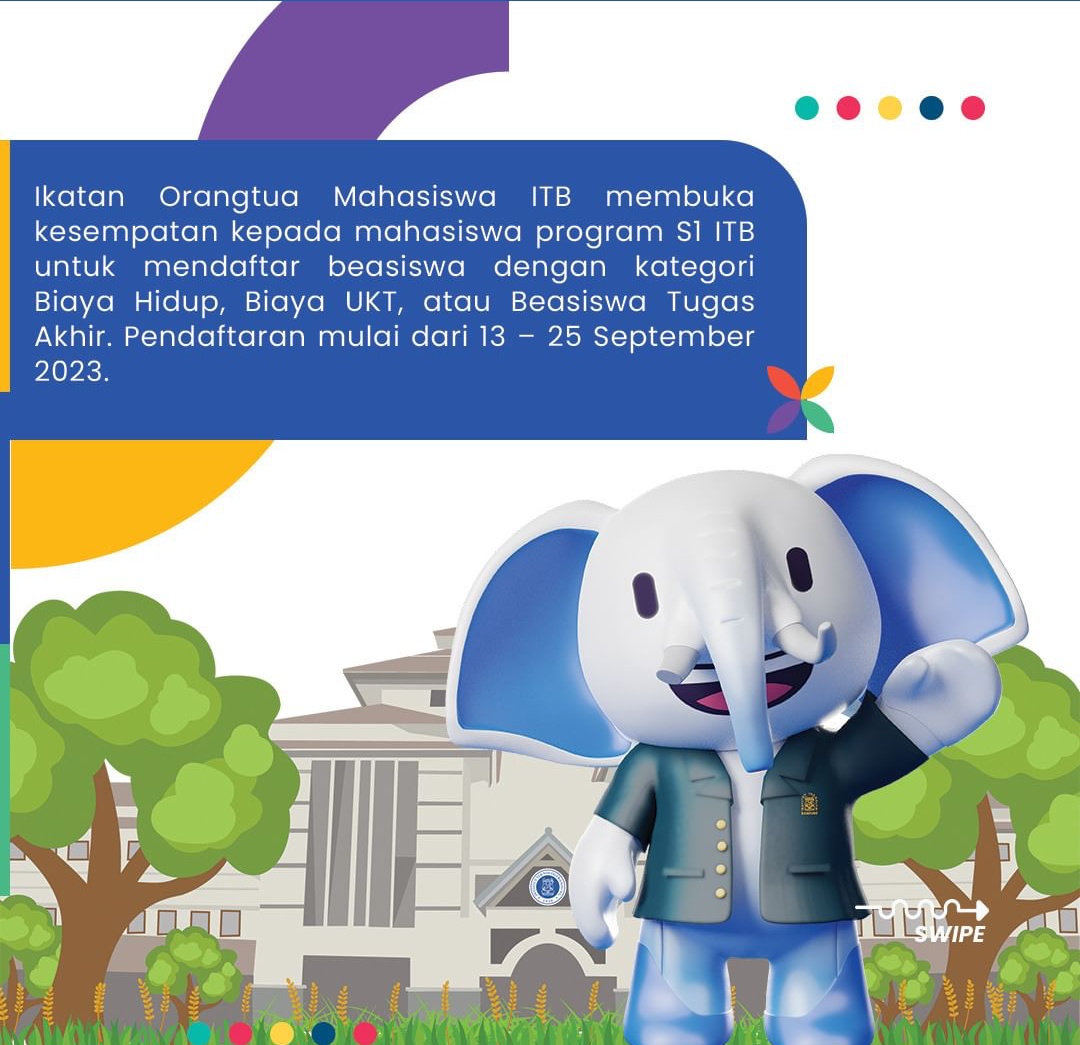 Ikatan Orangtua Mahasiswa ITB membuka
kesempatan kepada mahasiswa program S1 ITB
untuk mendaftar beasiswa dengan kategori
Biaya Hidup, Biaya UKT, atau Beasiswa Tugas
Akhir. Pendaftaran mulai dari 13 – 25 September
2023.
SWIPE